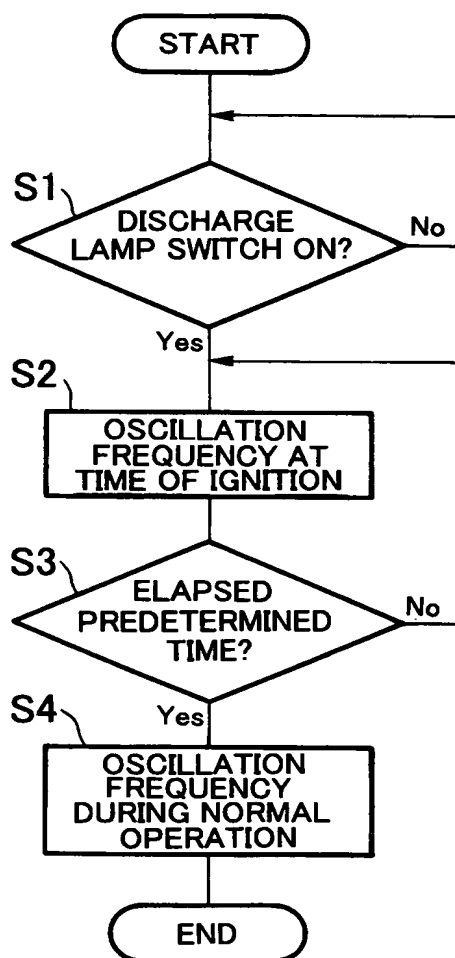 START
S1
DISCHARGE
LAMP SWITCH ON?
No
Yes
S2
OSCILLATION
FREQUENCY AT
TIME OF IGNITION
S3
ELAPSED
PREDETERMINED
TIME?
No
Yes
S4
OSCILLATION
FREQUENCY
DURING NORMAL
OPERATION
END